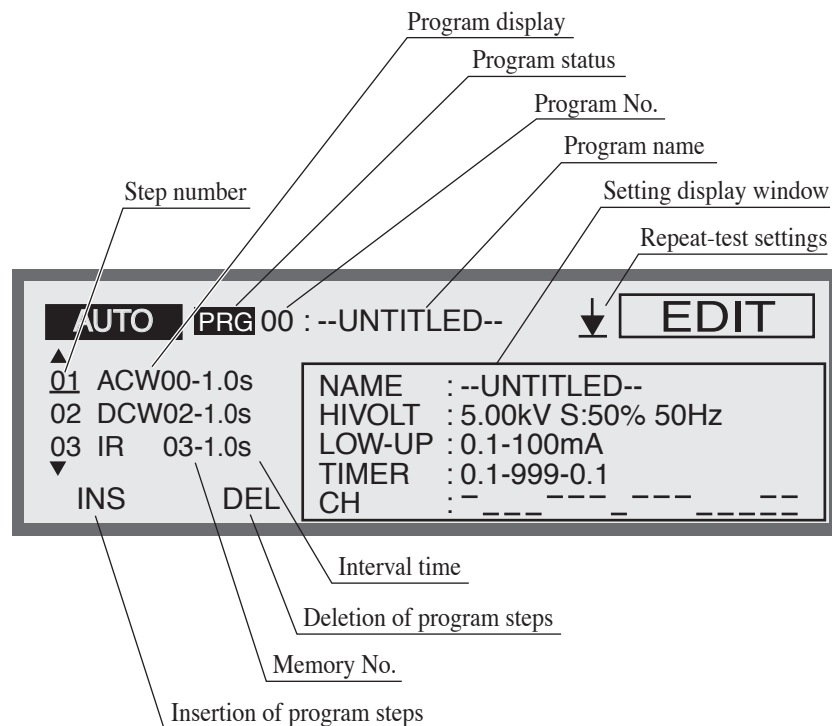 Program display
Program status
Program No.
Program name
Step number
Setting display window
Repeat-test settings
AUTO PRG 00 : --UNTITLED-- EDIT
01 ACW00-1.0s
02 DCW02-1.0s
03 IR 03-1.0s
INS DEL
NAME : --UNTITLED--
HIVOLT : 5.00kV S:50% 50Hz
LOW-UP : 0.1-100mA
TIMER : 0.1-999-0.1
CH :
Interval time
Deletion of program steps
Memory No.
Insertion of program steps